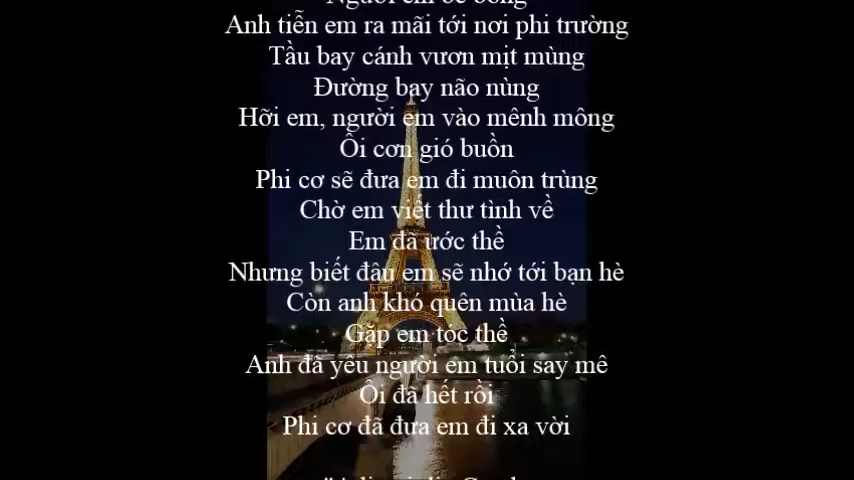 Anh tiễn em ra mãi tới nơi phi trường
Tầu bay cánh vươn mịt mùng
Đường bay não nùng
Hỡi em, người em vào mênh mông
Ôi cơn gió buồn
Phi cơ sẽ đưa em đi muôn trùng
Chờ em viết thư tình về
Em đã ước thề
Nhưng biết đâu em sẽ nhớ tới bạn hè
Còn anh khó quên mùa hè
Gặp em tóc thề
Anh đã yêu người em tuổi say mê
Ôi đã hết rồi
Phi cơ đã đưa em đi xa vời